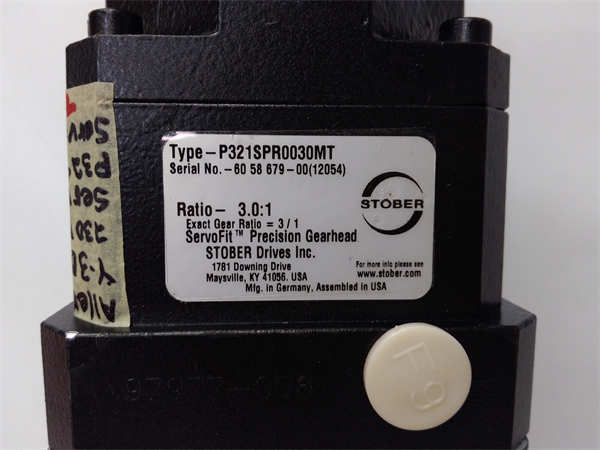 Type-P321SPR0030MT
Serial No.-60 58 679-00(12054)
Ratio- 3.0:1
Exact Gear Ratio = 3/1
ServoFit™ Precision Gearhead
STOBER Drives Inc.
1781 Downing Drive
Maysville, KY 41056. USA
Mfg. in Germany, Assembled in USA
STÖBER
For more info please see
www.stober.com
F9